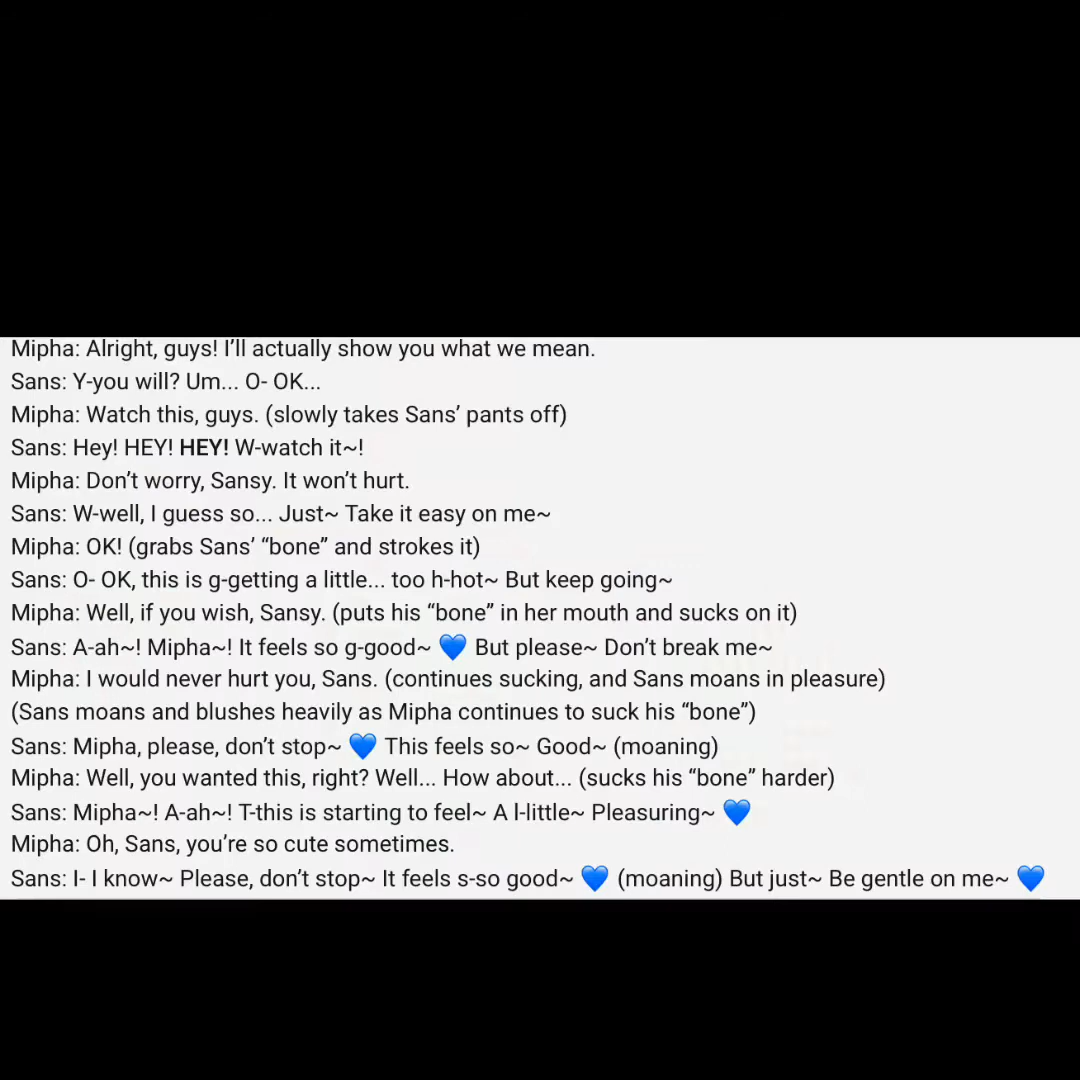 Mipha: Alright, guys! I’ll actually show you what we mean.
Sans: Y-you will? Um... O- OK...
Mipha: Watch this, guys. (slowly takes Sans’ pants off)
Sans: Hey! HEY! HEY! W-watch it~!
Mipha: Don’t worry, Sansy. It won’t hurt.
Sans: W-well, I guess so... Just~ Take it easy on me~
Mipha: OK! (grabs Sans’ “bone” and strokes it)
Sans: O- OK, this is g-getting a little... too h-hot~ But keep going~
Mipha: Well, if you wish, Sansy. (puts his “bone” in her mouth and sucks on it)
Sans: A-ah~! Mipha~! It feels so g-good~ 💙 But please~ Don’t break me~
Mipha: I would never hurt you, Sans. (continues sucking, and Sans moans in pleasure)
(Sans moans and blushes heavily as Mipha continues to suck his “bone”)
Sans: Mipha, please, don’t stop~ 💙 This feels so~ Good~ (moaning)
Mipha: Well, you wanted this, right? Well... How about... (sucks his “bone” harder)
Sans: Mipha~! A-ah~! T-this is starting to feel~ A l-little~ Pleasuring~ 💙
Mipha: Oh, Sans, you’re so cute sometimes.
Sans: I- I know~ Please, don’t stop~ It feels s-so good~ 💙 (moaning) But just~ Be gentle on me~ 💙